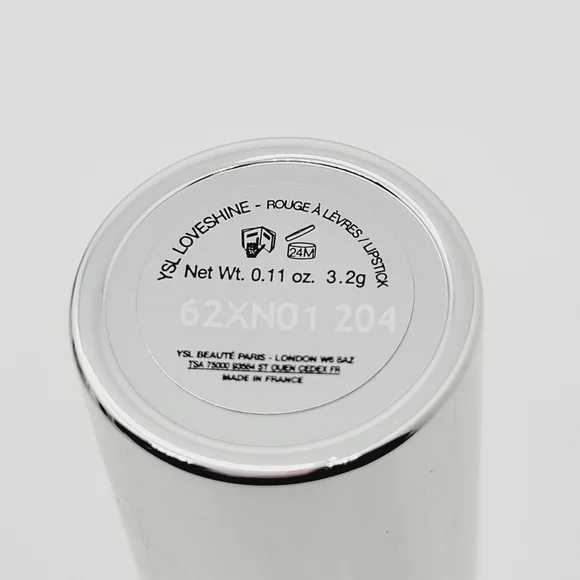 YSL LOVESHINE - ROUGE À LÈVRES / LIPSTICK
24M
Net Wt. 0.11 oz. 3.2g
62XN01 204
YSL BEAUTÉ PARIS - LONDON W6 8AZ
TSA 75000 93584 ST OUEN CEDEX FR
MADE IN FRANCE